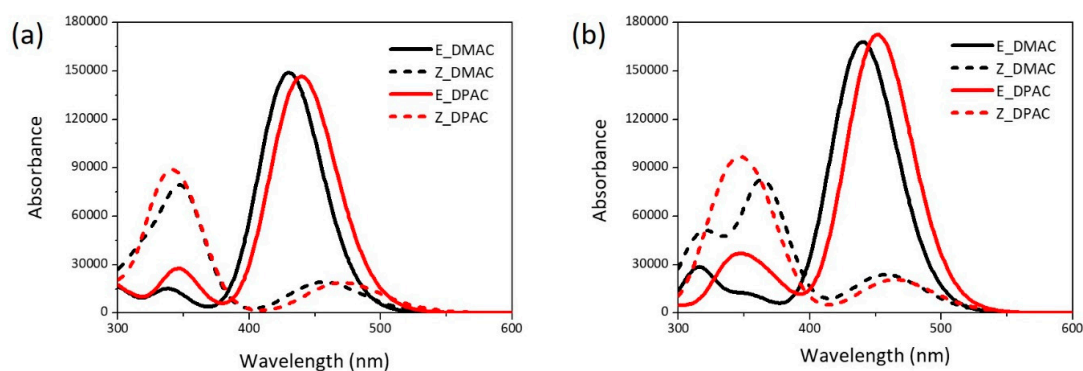 (a)
180000
150000
120000
90000
60000
30000
0
Absorbance
E_DMAC
Z_DMAC
E_DPAC
Z_DPAC
300
400
500
600
Wavelength (nm)
(b)
180000
150000
120000
90000
60000
30000
0
Absorbance
E_DMAC
Z_DMAC
E_DPAC
Z_DPAC
300
400
500
600
Wavelength (nm)